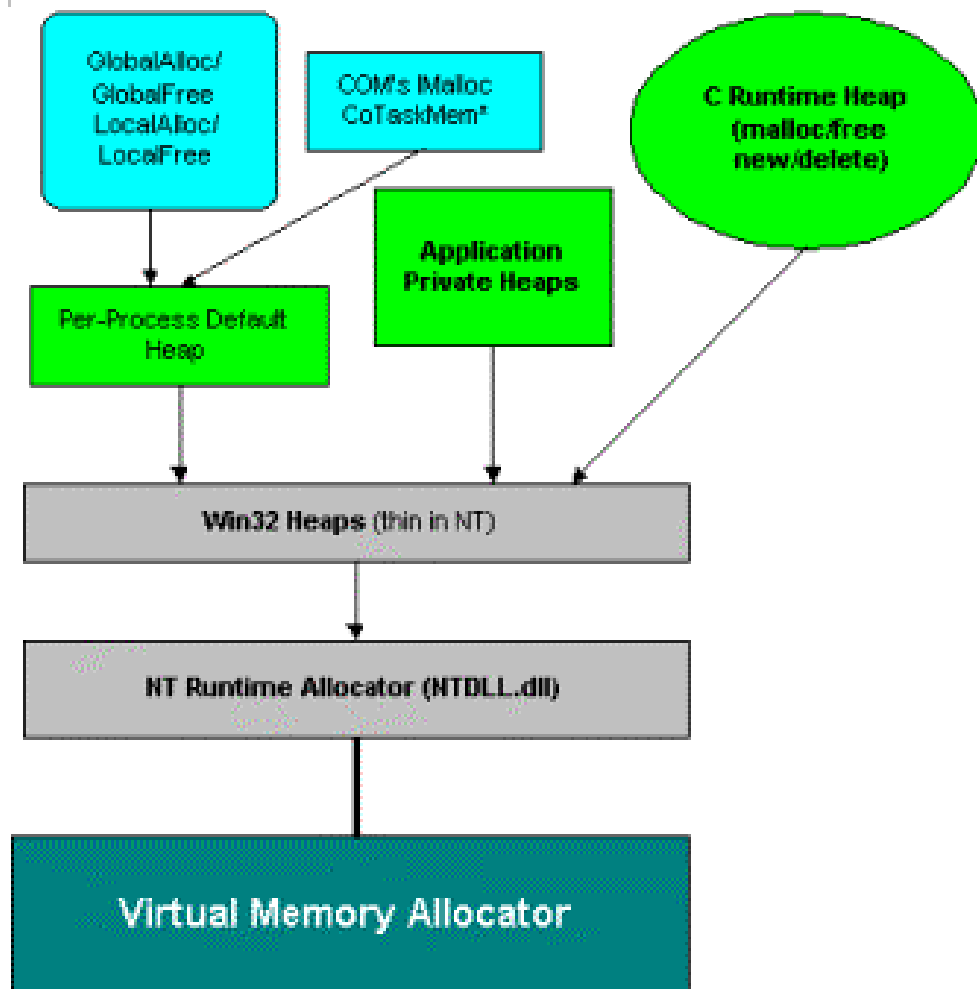 GlobalAlloc/
GlobalFree
LocalAlloc/
LocalFree
COM's IMalloc
CoTaskMem*
C Runtime Heap
(malloc/free
new/delete)
Application
Private Heaps
Per-Process Default
Heap
Win32 Heaps (thin in NT)
NT Runtime Allocator (NTDLL.dll)
Virtual Memory Allocator